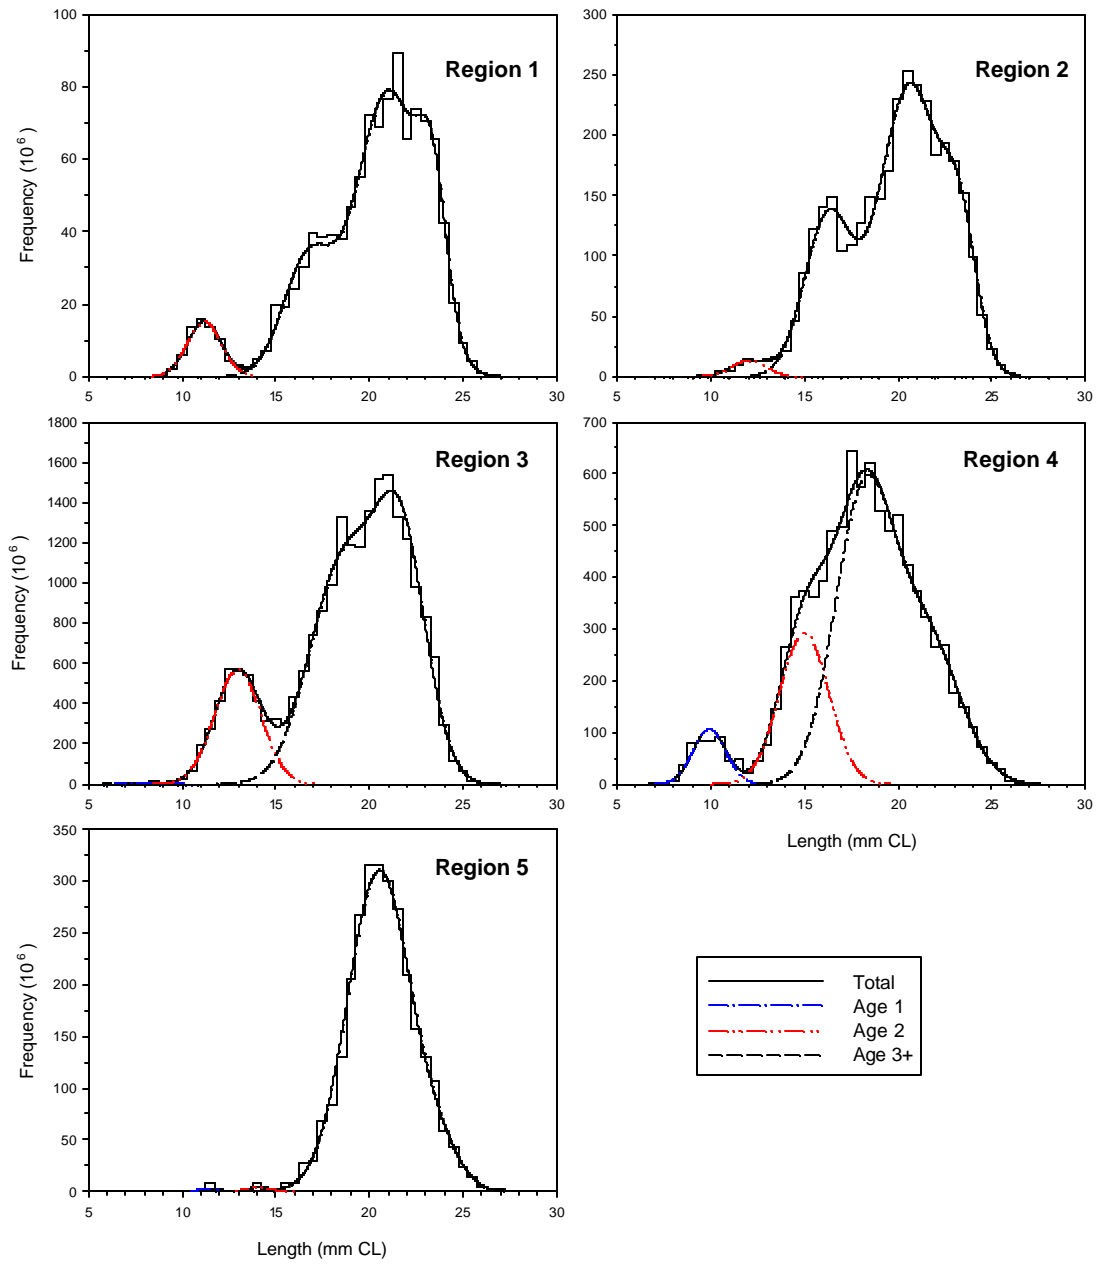 Region 1
Frequency (10⁶)
100
80
60
40
20
0
5 10 15 20 25 30
Region 2
300
250
200
150
100
50
0
5 10 15 20 25 30
Region 3
Frequency (10⁶)
1800
1600
1400
1200
1000
800
600
400
200
0
5 10 15 20 25 30
Region 4
700
600
500
400
300
200
100
0
5 10 15 20 25 30
Length (mm CL)
Region 5
Frequency (10⁶)
350
300
250
200
150
100
50
0
5 10 15 20 25 30
Length (mm CL)
Total
Age 1
Age 2
Age 3+